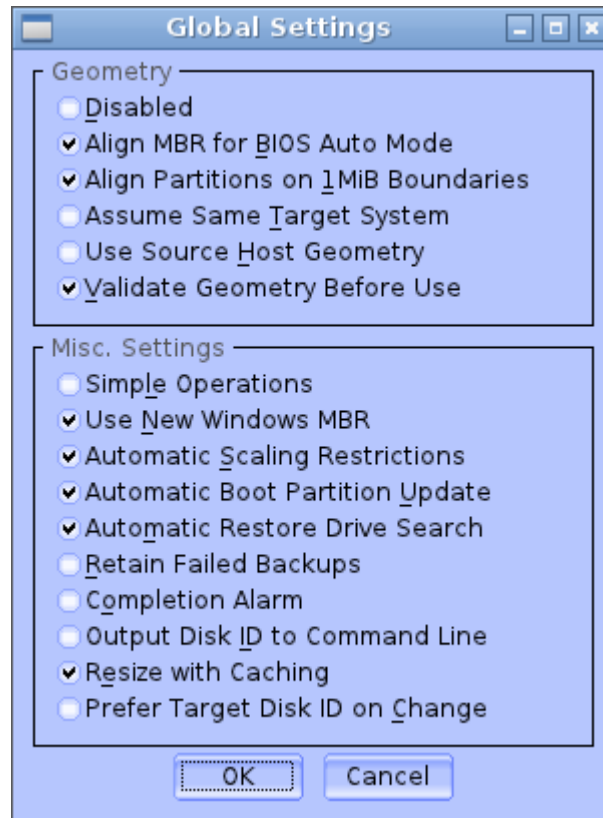 Global Settings
Geometry
Disabled
Align MBR for BIOS Auto Mode
Align Partitions on 1MiB Boundaries
Assume Same Target System
Use Source Host Geometry
Validate Geometry Before Use
Misc. Settings
Simple Operations
Use New Windows MBR
Automatic Scaling Restrictions
Automatic Boot Partition Update
Automatic Restore Drive Search
Retain Failed Backups
Completion Alarm
Output Disk ID to Command Line
Resize with Caching
Prefer Target Disk ID on Change
OK Cancel